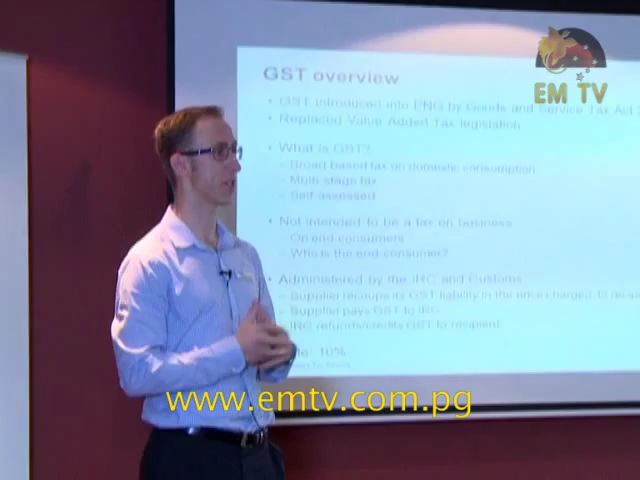 EM TV
GST overview
• GST introduced into PNG by Goods and Service Tax Act
• Replaced Value Added Tax legislation
• What is GST?
– Broad based tax on domestic consumption
– Multi-stage tax
– Self-assessed
• Not intended to be a tax on business
– On end consumers
– Who is the end consumer?
• Administered by the IRC and Customs
– Supplier recoups its GST liability in the price charged to
– Supplier pays GST to IRC
– IRC refunds/credits GST to recipient
10%
www.emtv.com.pg